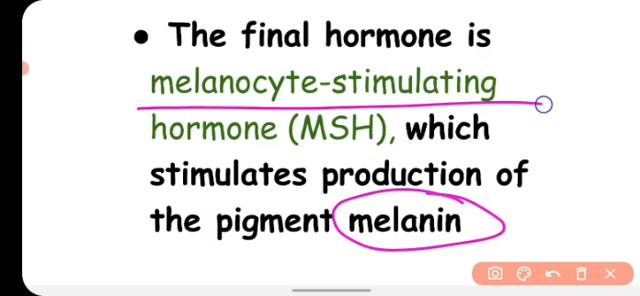 • The final hormone is
melanocyte-stimulating
hormone (MSH), which
stimulates production of
the pigment melanin